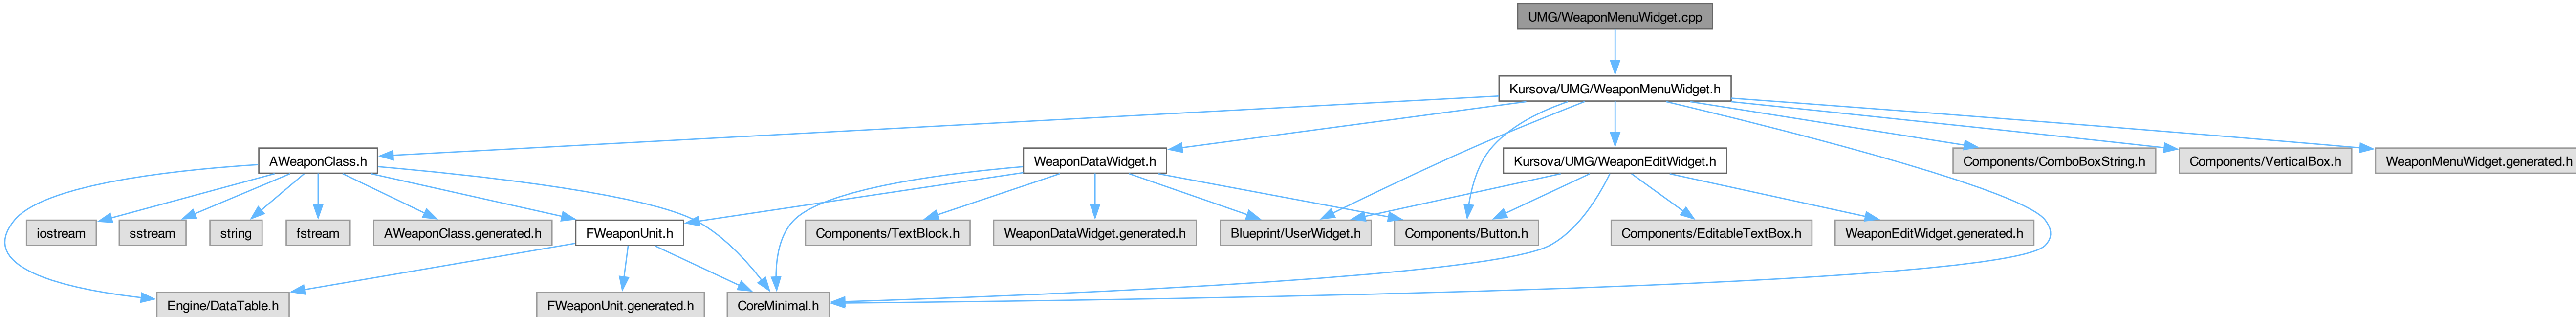 UMG/WeaponMenuWidget.cpp
Kursova/UMG/WeaponMenuWidget.h
AWeaponClass.h
WeaponDataWidget.h
Kursova/UMG/WeaponEditWidget.h
Components/ComboBoxString.h
Components/VerticalBox.h
WeaponMenuWidget.generated.h
iostream
sstream
string
fstream
AWeaponClass.generated.h
FWeaponUnit.h
Components/TextBlock.h
WeaponDataWidget.generated.h
Blueprint/UserWidget.h
Components/Button.h
Components/EditableTextBox.h
WeaponEditWidget.generated.h
Engine/DataTable.h
FWeaponUnit.generated.h
CoreMinimal.h